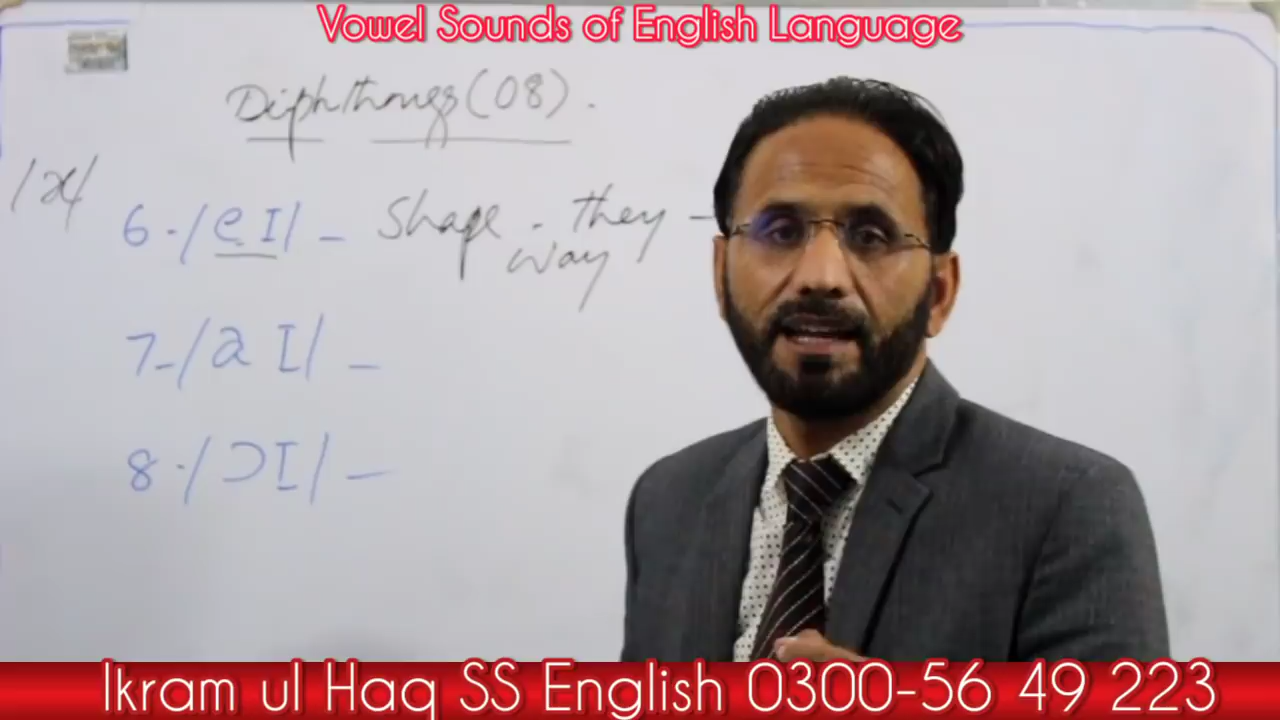 Vowel Sounds of English Language
Diphthongs (08).
/æ/
6. /eI/ - Shape. they -
way
7- /aI/ -
8. /ɔI/ -
Ikram ul Haq SS English 0300-56 49 223